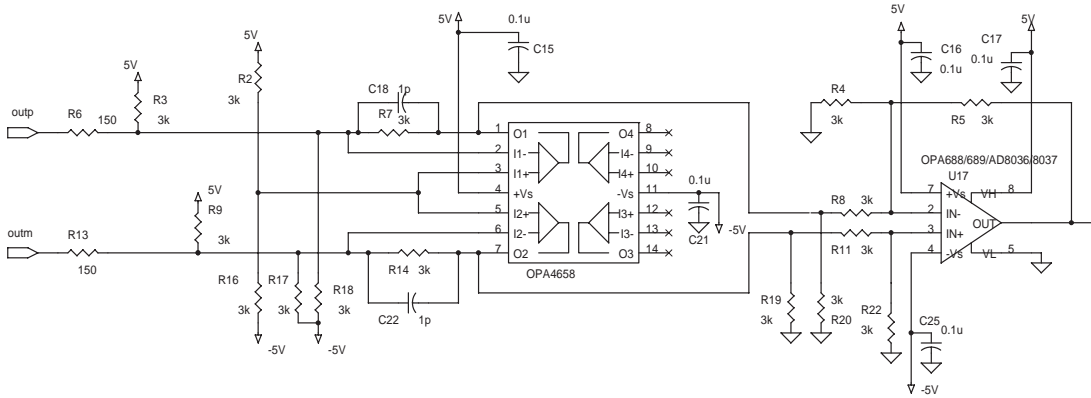 5V
0.1u
C15
5V
5V
C16
0.1u
C17
0.1u
5V
5V
R2
3k
outp
R6
150
R3
3k
C18
1p
R7
3k
R4
3k
R5
3k
OPA688/689/AD8036/8037
U17
1
2
3
4
5
6
7
O1
I1-
I1+
+Vs
I2+
I2-
O2
O4
I4-
I4+
-Vs
I3+
I3-
O3
8
9
10
11
12
13
14
OPA4658
0.1u
C21
-5V
7
2
3
4
+Vs
IN-
IN+
-Vs
VH
OUT
VL
8
5
R8
3k
R11
3k
5V
R9
3k
outm
R13
150
R14
3k
C22
1p
R16
3k
R17
3k
R18
3k
-5V
-5V
R19
3k
3k
R20
R22
3k
C25
0.1u
-5V